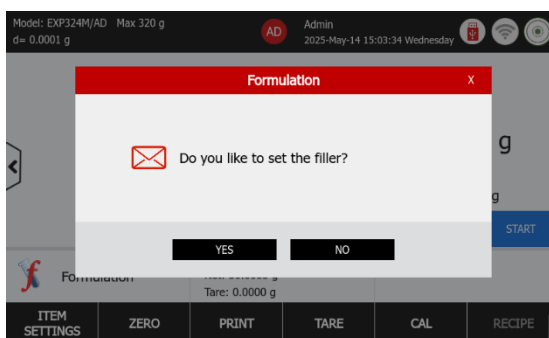 Model: EXP324M/AD Max 320 g
d= 0.0001 g
AD
Admin
2025-May-14 15:03:34 Wednesday
Formulation X
Do you like to set the filler?
g
g
YES NO
START
Formulation
Tare: 0.0000 g
ITEM
SETTINGS
ZERO PRINT TARE CAL RECIPE